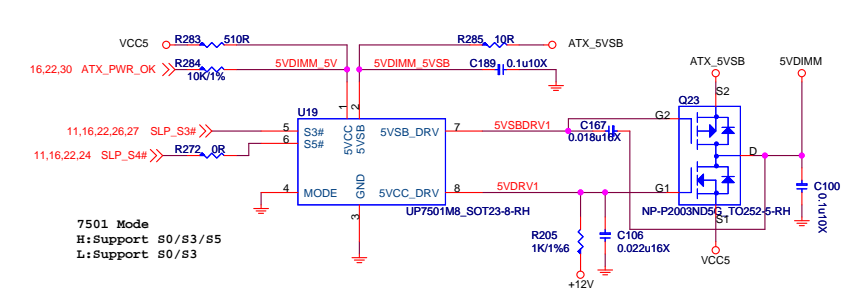 VCC5 R283 510R R285 10R ATX_5VSB
16,22,30 ATX_PWR_OK R284 5VDIMM_5V 5VDIMM_5VSB C189 0.1u10X ATX_5VSB 5VDIMM
10K/1%
U19 1 2 Q23 S2
11,16,22,26,27 SLP_S3# 5 S3# 5VCC 5VSB 5VSB_DRV 7 5VSBDRV1 C167 G2
6 S5# 0.018u16X
11,16,22,24 SLP_S4# R272 0R D
4 MODE GND 5VCC_DRV 8 5VDRV1 G1 C100
3 UP7501M8_SOT23-8-RH NP-P2003ND5G_TO252-5-RH 0.1u10X
S1
7501 Mode R205 C106
H:Support S0/S3/S5 1K/1%6 0.022u16X
L:Support S0/S3 VCC5
+12V